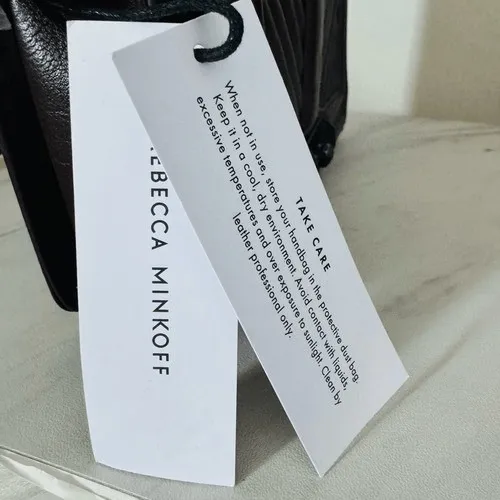 REBECCA MINKOFF
TAKE CARE
When not in use, store your handbag in the protective dust bag.
Keep it in a cool, dry environment. Avoid contact with liquids,
excessive temperatures and over exposure to sunlight. Clean by
leather professional only.